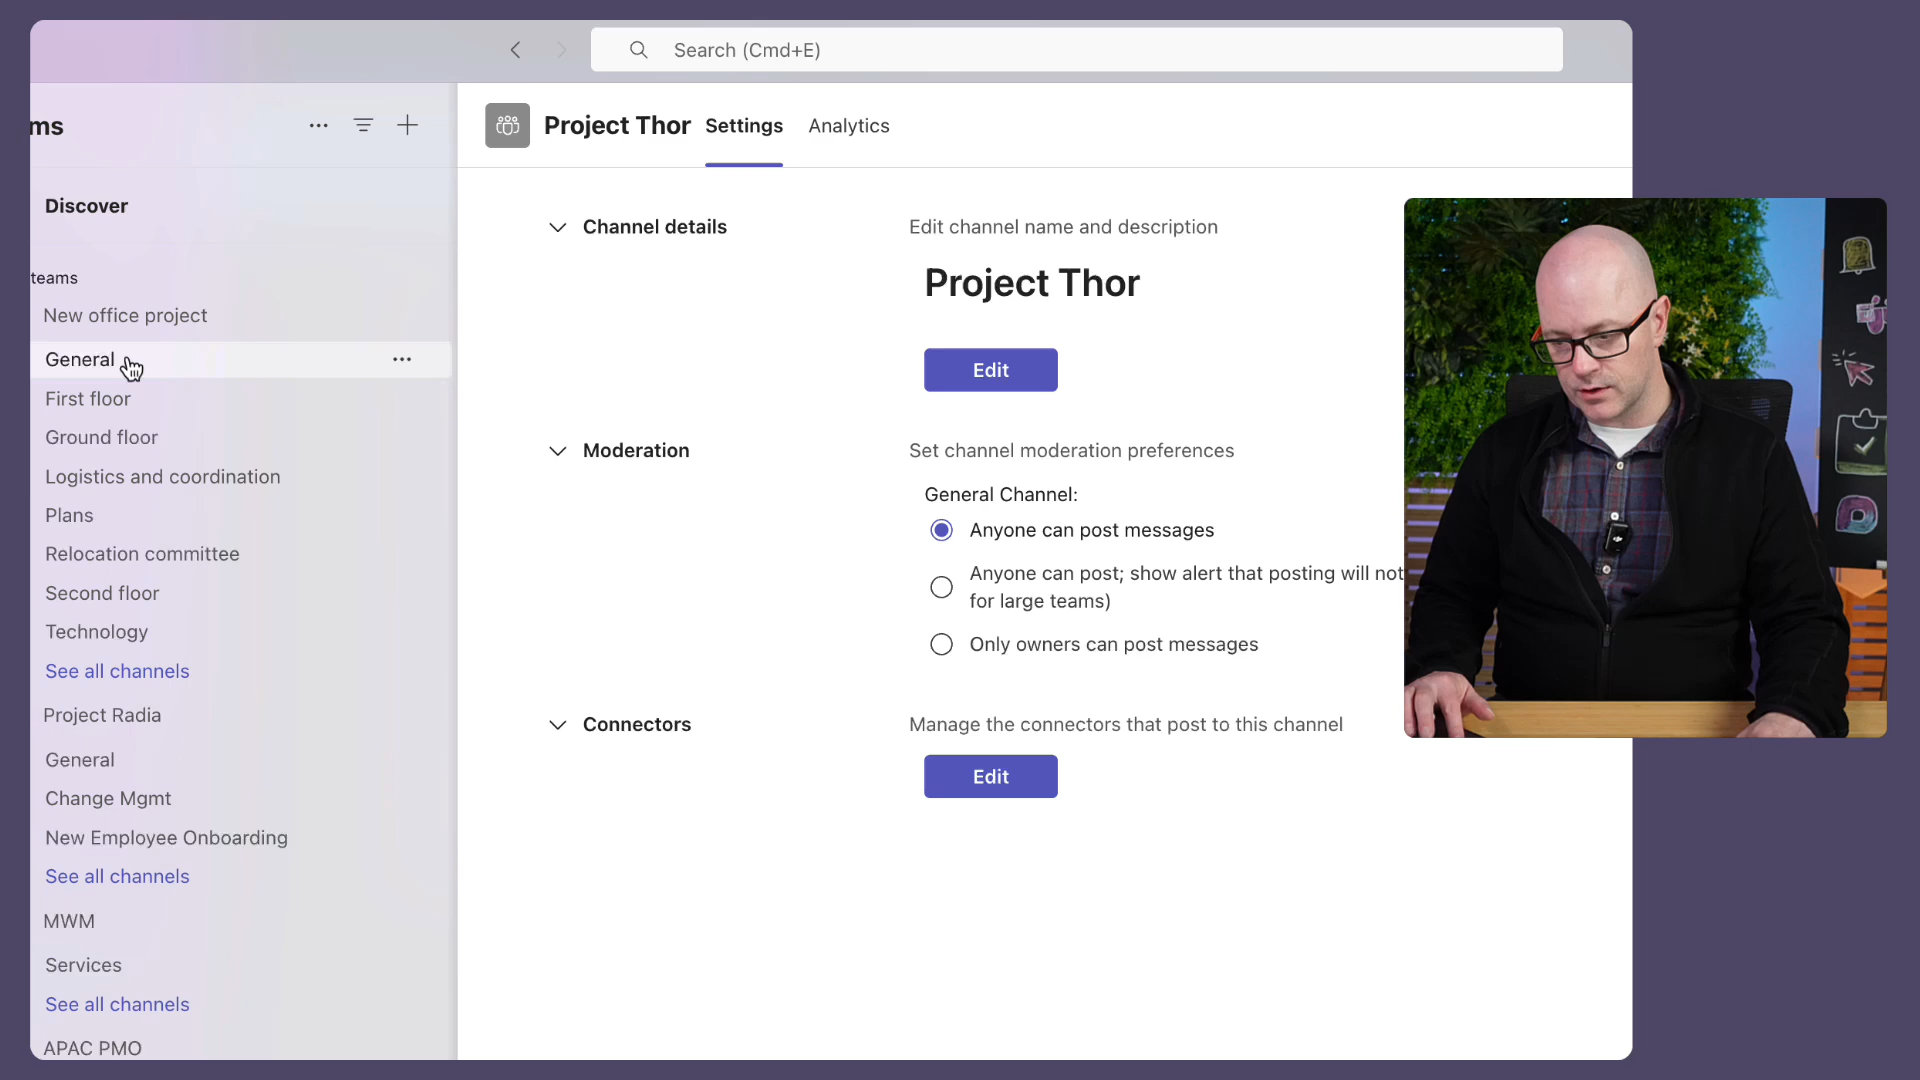 Search (Cmd+E)
ms
Project Thor
Settings
Analytics
Discover
teams
New office project
General
First floor
Ground floor
Logistics and coordination
Plans
Relocation committee
Second floor
Technology
See all channels
Project Radia
General
Change Mgmt
New Employee Onboarding
See all channels
MWM
Services
See all channels
APAC PMO
Channel details
Edit channel name and description
Project Thor
Edit
Moderation
Set channel moderation preferences
General Channel:
Anyone can post messages
Anyone can post; show alert that posting will not
for large teams)
Only owners can post messages
Connectors
Manage the connectors that post to this channel
Edit